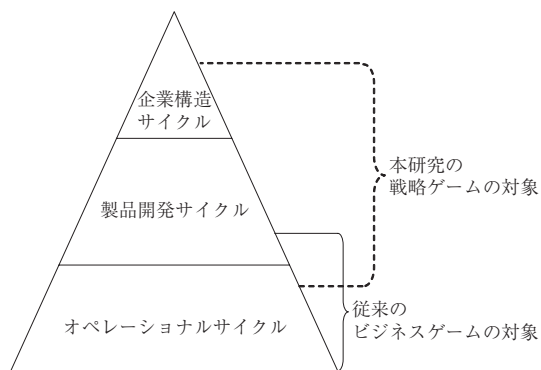 企業構造
サイクル
製品開発サイクル
オペレーショナルサイクル
本研究の
戦略ゲームの対象
従来の
ビジネスゲームの対象